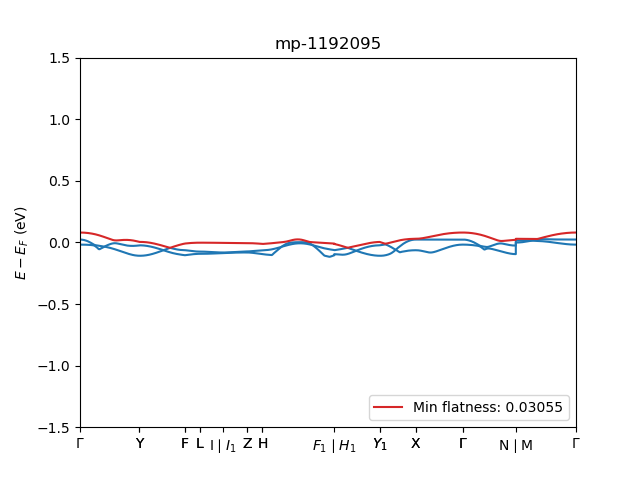 mp-1192095
1.5
1.0
0.5
0.0
−0.5
−1.0
−1.5
E − E_F (eV)
Min flatness: 0.03055
Γ Y F L I | I₁ Z H F₁ | H₁ Y₁ X Γ N | M Γ